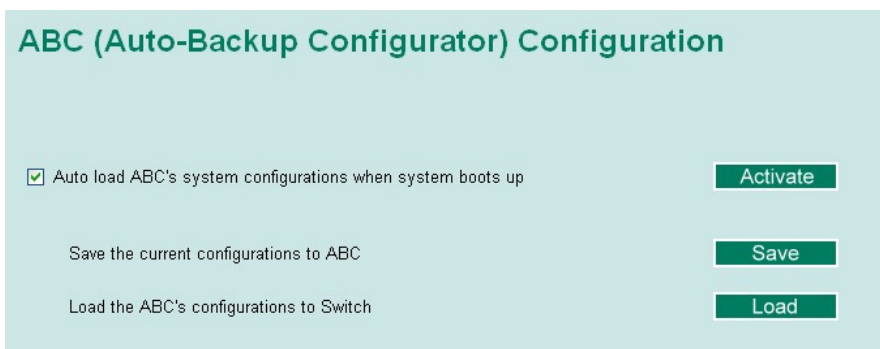 ABC (Auto-Backup Configurator) Configuration
Auto load ABC's system configurations when system boots up Activate
Save the current configurations to ABC Save
Load the ABC's configurations to Switch Load